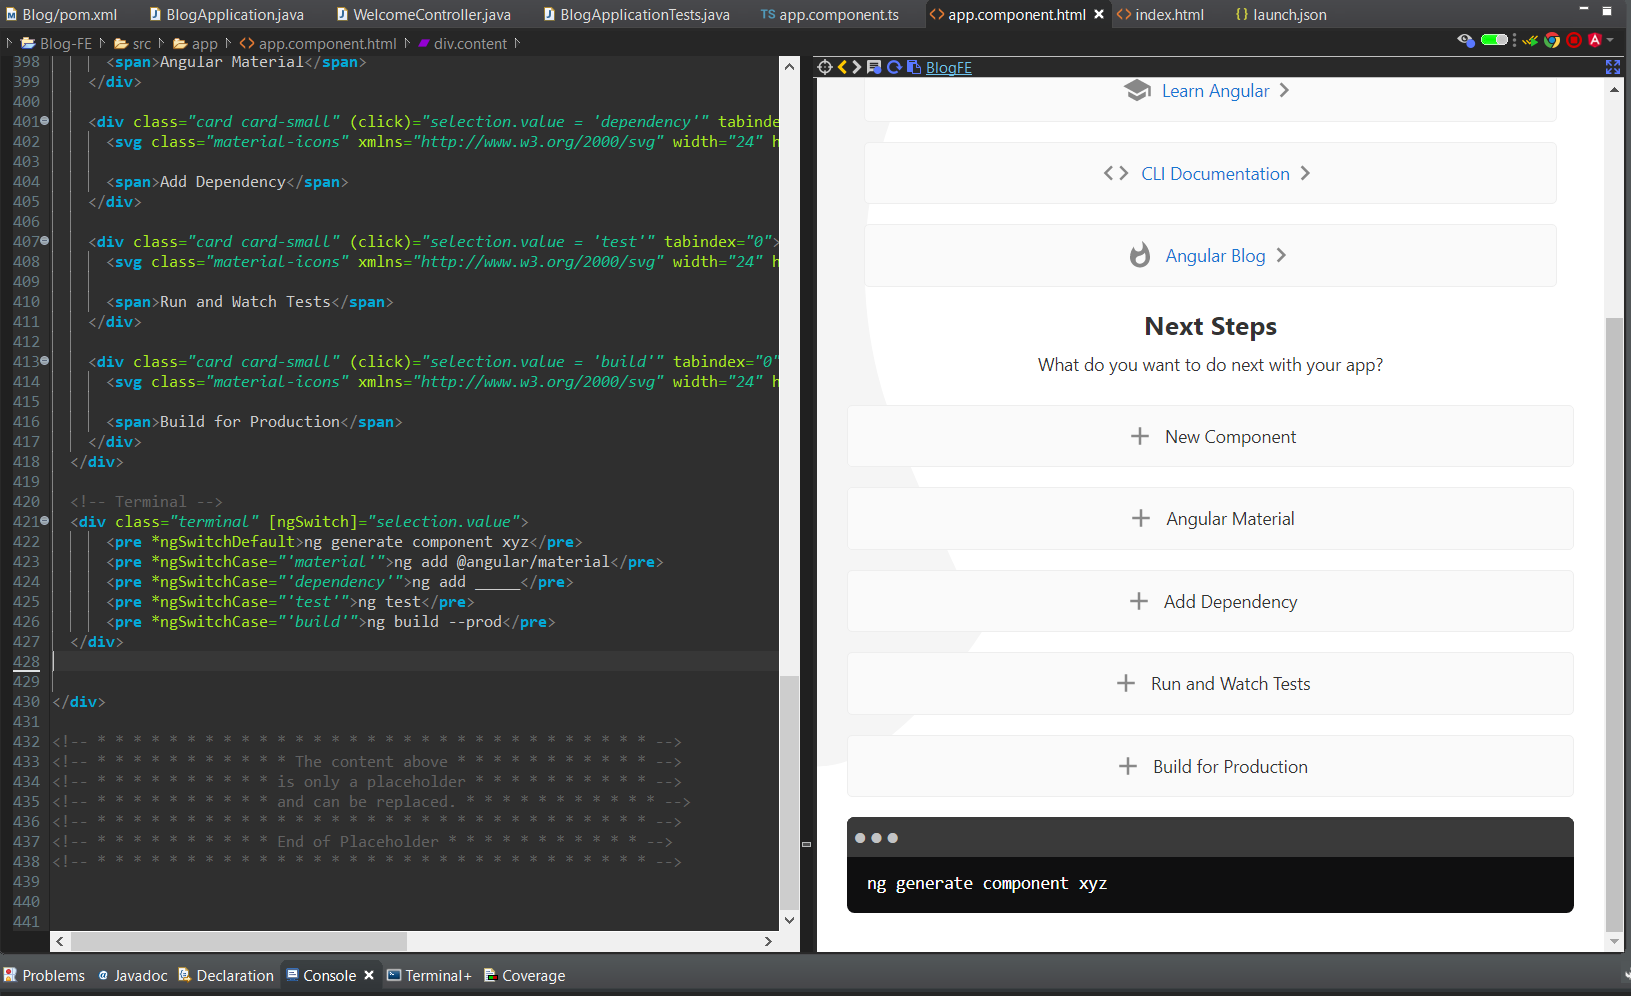 Blog/pom.xml BlogApplication.java WelcomeController.java BlogApplicationTests.java TS app.component.ts <> app.component.html <> index.html {} launch.json
Blog-FE src app <> app.component.html div.content
398 <span>Angular Material</span>
399 </div>
400
401 <div class="card card-small" (click)="selection.value = 'dependency'" tabinde
402 <svg class="material-icons" xmlns="http://www.w3.org/2000/svg" width="24" h
403
404 <span>Add Dependency</span>
405 </div>
406
407 <div class="card card-small" (click)="selection.value = 'test'" tabindex="0">
408 <svg class="material-icons" xmlns="http://www.w3.org/2000/svg" width="24" h
409
410 <span>Run and Watch Tests</span>
411 </div>
412
413 <div class="card card-small" (click)="selection.value = 'build'" tabindex="0"
414 <svg class="material-icons" xmlns="http://www.w3.org/2000/svg" width="24" h
415
416 <span>Build for Production</span>
417 </div>
418 </div>
419
420 <!-- Terminal -->
421 <div class="terminal" [ngSwitch]="selection.value">
422 <pre *ngSwitchDefault>ng generate component xyz</pre>
423 <pre *ngSwitchCase="'material'">ng add @angular/material</pre>
424 <pre *ngSwitchCase="'dependency'">ng add _____</pre>
425 <pre *ngSwitchCase="'test'">ng test</pre>
426 <pre *ngSwitchCase="'build'">ng build --prod</pre>
427 </div>
428
429
430 </div>
431
432 <!-- * * * * * * * * * * * * * * * * * * * * * * * * * * * * * * * -->
433 <!-- * * * * * * * * * * * The content above * * * * * * * * * * * -->
434 <!-- * * * * * * * * * * is only a placeholder * * * * * * * * * * -->
435 <!-- * * * * * * * * * * and can be replaced. * * * * * * * * * * * -->
436 <!-- * * * * * * * * * * * * * * * * * * * * * * * * * * * * * * * -->
437 <!-- * * * * * * * * * * End of Placeholder * * * * * * * * * * * -->
438 <!-- * * * * * * * * * * * * * * * * * * * * * * * * * * * * * * * -->
439
440
441
BlogFE
Learn Angular
<> CLI Documentation
Angular Blog
Next Steps
What do you want to do next with your app?
+ New Component
+ Angular Material
+ Add Dependency
+ Run and Watch Tests
+ Build for Production
ng generate component xyz
Problems @ Javadoc Declaration Console Terminal+ Coverage